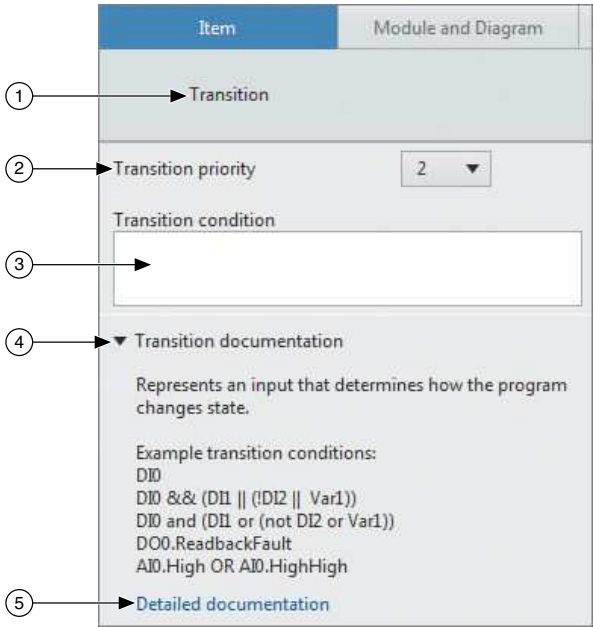 Item Module and Diagram
1 Transition
2 Transition priority 2
Transition condition
3
4 Transition documentation
Represents an input that determines how the program
changes state.
Example transition conditions:
DI0
DI0 && (DI1 || (!DI2 || Var1))
DI0 and (DI1 or (not DI2 or Var1))
DO0.ReadbackFault
AI0.High OR AI0.HighHigh
5 Detailed documentation